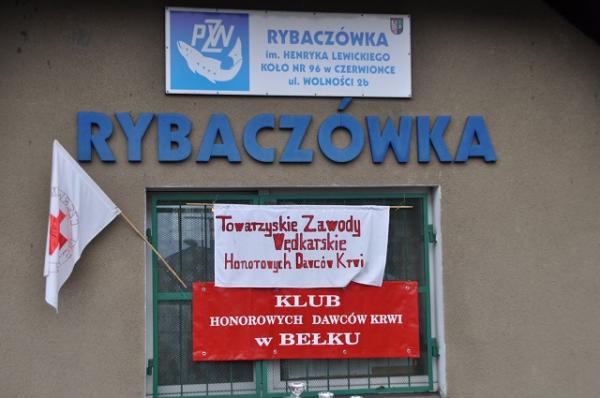 PZW
RYBACZÓWKA
im. HENRYKA LEWICKIEGO
KOŁO NR 96 w CZERWIONCE
ul. WOLNOŚCI 2b
RYBACZÓWKA
Towarzyskie Zawody
Wędkarskie
Honorowych Dawców Krwi
KLUB
HONOROWYCH DAWCÓW KRWI
w BEŁKU